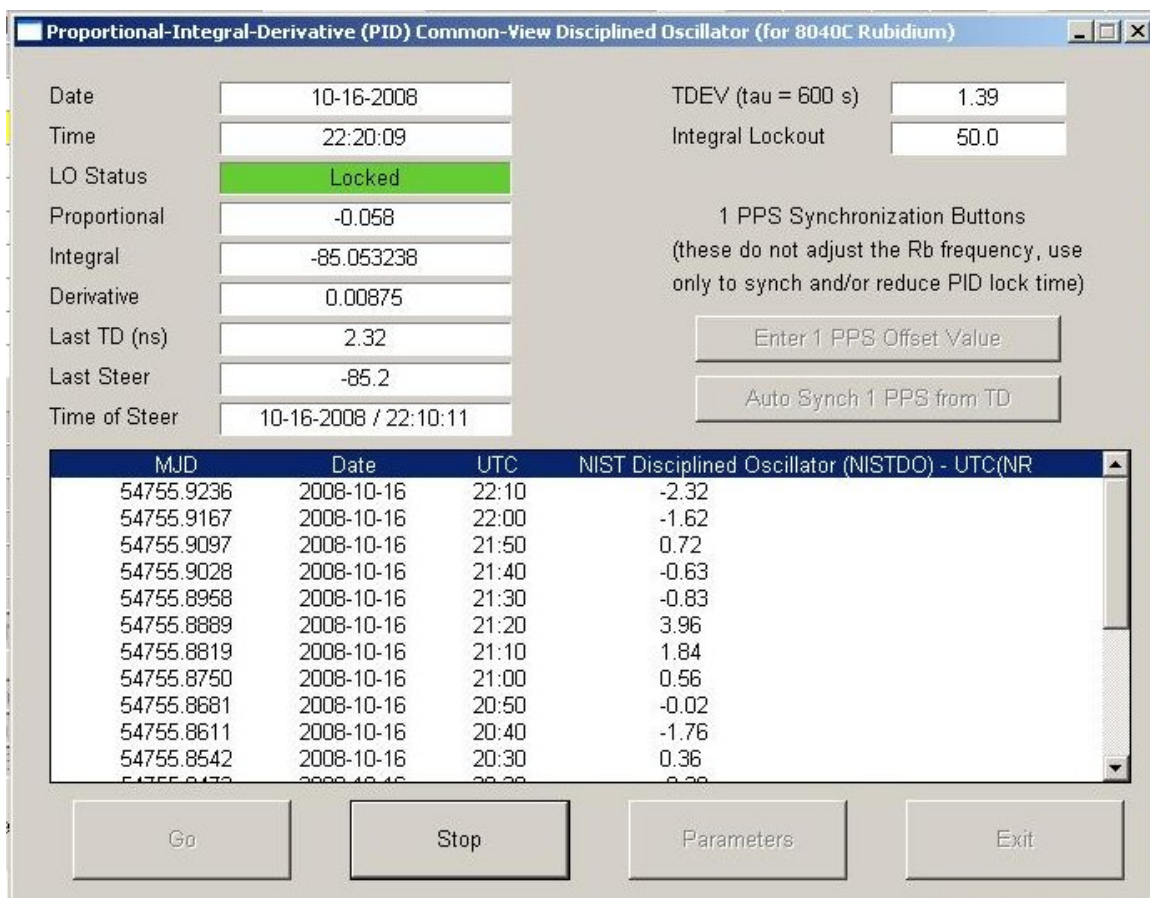 Proportional-Integral-Derivative (PID) Common-View Disciplined Oscillator (for 8040C Rubidium)
Date 10-16-2008
Time 22:20:09
LO Status Locked
Proportional -0.058
Integral -85.053238
Derivative 0.00875
Last TD (ns) 2.32
Last Steer -85.2
Time of Steer 10-16-2008 / 22:10:11
TDEV (tau = 600 s) 1.39
Integral Lockout 50.0
1 PPS Synchronization Buttons
(these do not adjust the Rb frequency, use
only to synch and/or reduce PID lock time)
Enter 1 PPS Offset Value
Auto Synch 1 PPS from TD
MJD Date UTC NIST Disciplined Oscillator (NISTDO) - UTC(NR
54755.9236 2008-10-16 22:10 -2.32
54755.9167 2008-10-16 22:00 -1.62
54755.9097 2008-10-16 21:50 0.72
54755.9028 2008-10-16 21:40 -0.63
54755.8958 2008-10-16 21:30 -0.83
54755.8889 2008-10-16 21:20 3.96
54755.8819 2008-10-16 21:10 1.84
54755.8750 2008-10-16 21:00 0.56
54755.8681 2008-10-16 20:50 -0.02
54755.8611 2008-10-16 20:40 -1.76
54755.8542 2008-10-16 20:30 0.36
Go Stop Parameters Exit